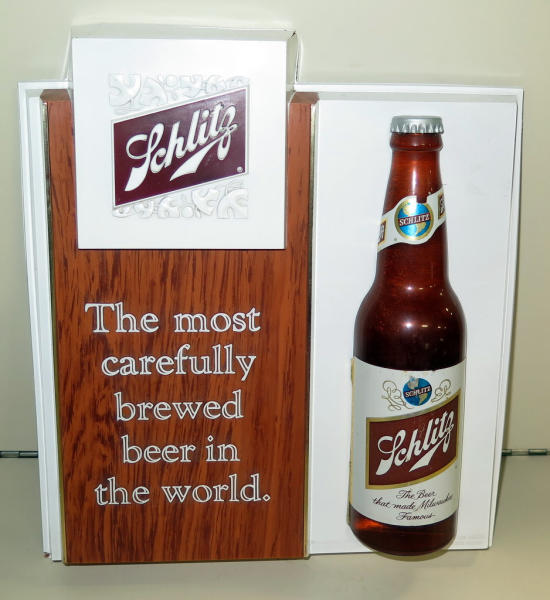 Schlitz
The most
carefully
brewed
beer in
the world.
SCHLITZ
SCHLITZ
Schlitz
The Beer
that made Milwaukee
Famous